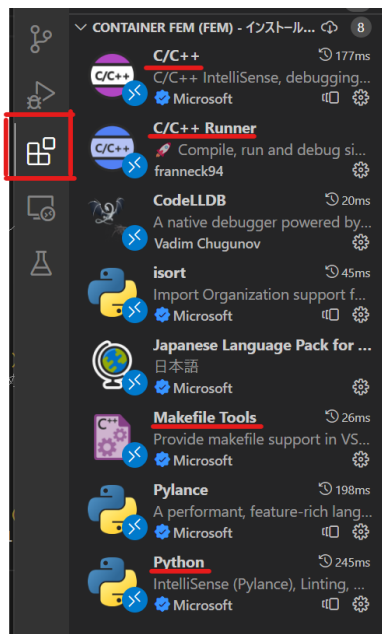 CONTAINER FEM (FEM) - インストール...
8
C/C++
177ms
C/C++
C/C++ IntelliSense, debugging...
Microsoft
C/C++ Runner
C/C++
🚀 Compile, run and debug si...
franneck94
CodeLLDB
20ms
A native debugger powered by...
Vadim Chugunov
isort
45ms
Import Organization support f...
Microsoft
Japanese Language Pack for ...
日本語
Microsoft
Makefile Tools
26ms
C++
Provide makefile support in VS...
Microsoft
Pylance
198ms
A performant, feature-rich lang...
Microsoft
Python
245ms
IntelliSense (Pylance), Linting, ...
Microsoft